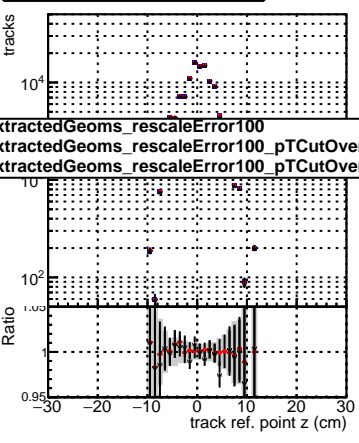 tracks
10⁴
xtractedGeoms_rescaleError100
xtractedGeoms_rescaleError100_pTCutOver
xtractedGeoms_rescaleError100_pTCutOver
10
10²
Ratio
1.05
1
0.95
−30 −20 −10 0 10 20 30
track ref. point z (cm)